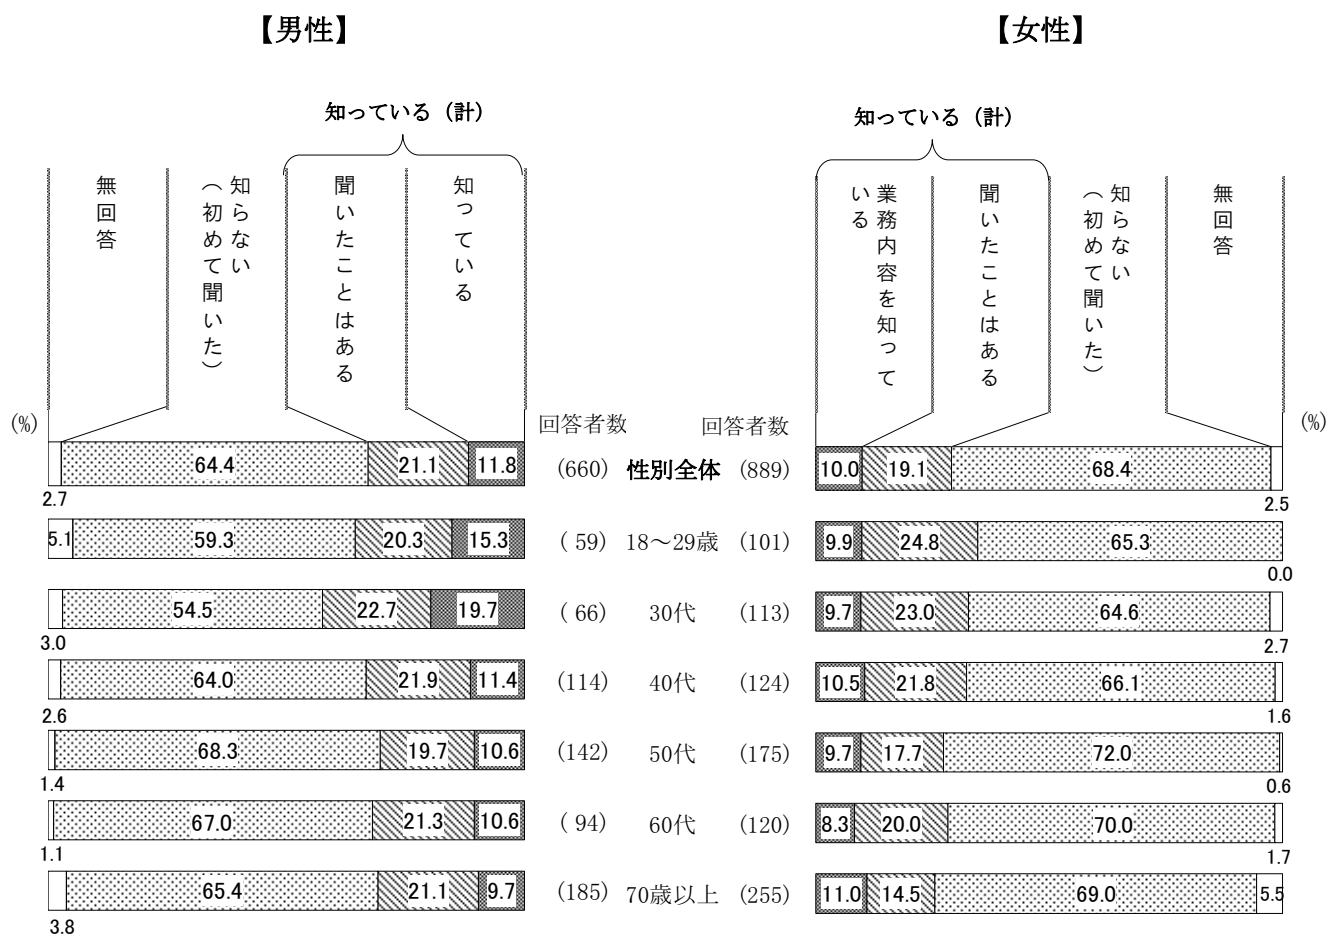 【男性】
【女性】
知っている（計）
知っている（計）
無回答
知らない
（初めて聞いた）
聞いたことはある
知っている
業務内容を知って
いる
聞いたことはある
知らない
（初めて聞いた）
無回答
(%)
回答者数
回答者数
(%)
64.4 21.1 11.8 (660) 性別全体 (889) 10.0 19.1 68.4
2.7 2.5
5.1 59.3 20.3 15.3 ( 59) 18～29歳 (101) 9.9 24.8 65.3
0.0
54.5 22.7 19.7 ( 66) 30代 (113) 9.7 23.0 64.6
3.0 2.7
64.0 21.9 11.4 (114) 40代 (124) 10.5 21.8 66.1
2.6 1.6
68.3 19.7 10.6 (142) 50代 (175) 9.7 17.7 72.0
1.4 0.6
67.0 21.3 10.6 ( 94) 60代 (120) 8.3 20.0 70.0
1.1 1.7
65.4 21.1 9.7 (185) 70歳以上 (255) 11.0 14.5 69.0 5.5
3.8